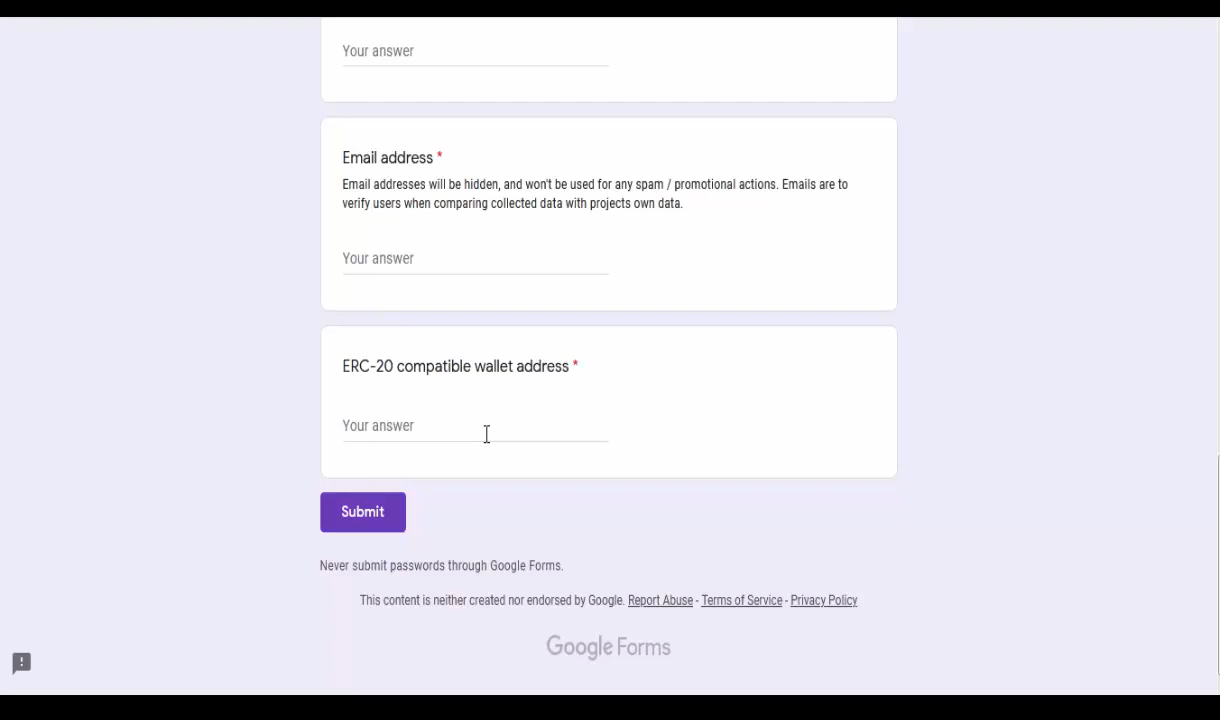 Your answer
Email address *
Email addresses will be hidden, and won't be used for any spam / promotional actions. Emails are to
verify users when comparing collected data with projects own data.
Your answer
ERC-20 compatible wallet address *
Your answer
Submit
Never submit passwords through Google Forms.
This content is neither created nor endorsed by Google. Report Abuse - Terms of Service - Privacy Policy
Google Forms